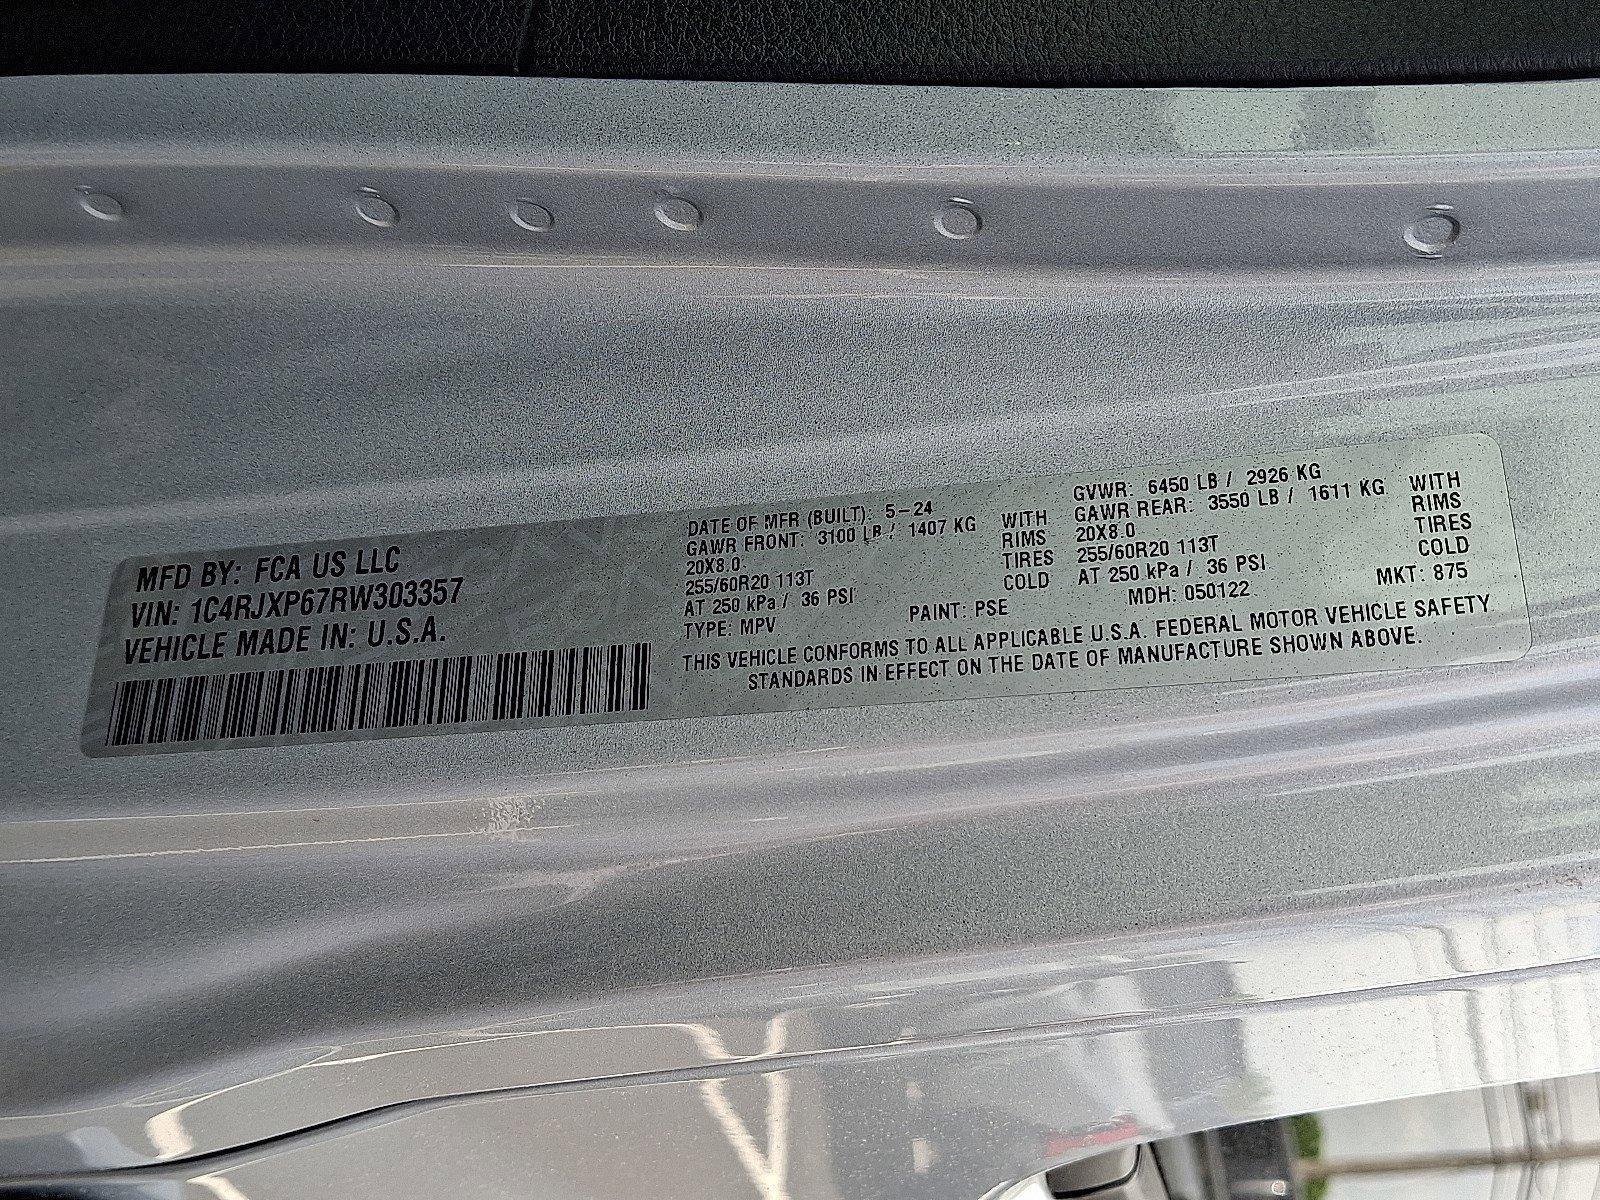 MFD BY: FCA US LLC
VIN: 1C4RJXP67RW303357
VEHICLE MADE IN: U.S.A.
DATE OF MFR (BUILT): 5-24
GVWR: 6450 LB / 2926 KG
GAWR FRONT: 3100 LB / 1407 KG WITH
20X8.0 RIMS
255/60R20 113T TIRES
AT 250 kPa / 36 PSI COLD
GAWR REAR: 3550 LB / 1611 KG WITH
20X8.0 RIMS
255/60R20 113T TIRES
AT 250 kPa / 36 PSI COLD
TYPE: MPV PAINT: PSE MDH: 050122 MKT: 875
THIS VEHICLE CONFORMS TO ALL APPLICABLE U.S.A. FEDERAL MOTOR VEHICLE SAFETY
STANDARDS IN EFFECT ON THE DATE OF MANUFACTURE SHOWN ABOVE.